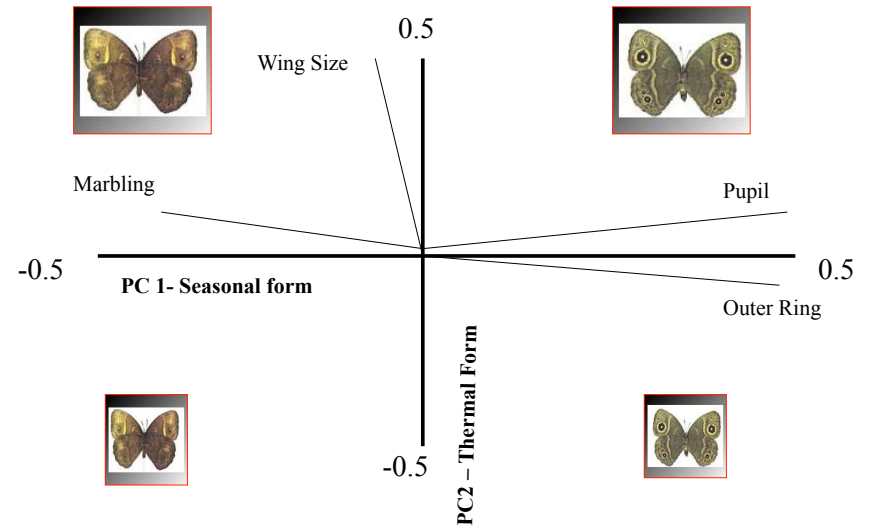 0.5
Wing Size
Marbling
Pupil
-0.5
0.5
PC 1- Seasonal form
Outer Ring
PC2 – Thermal Form
-0.5